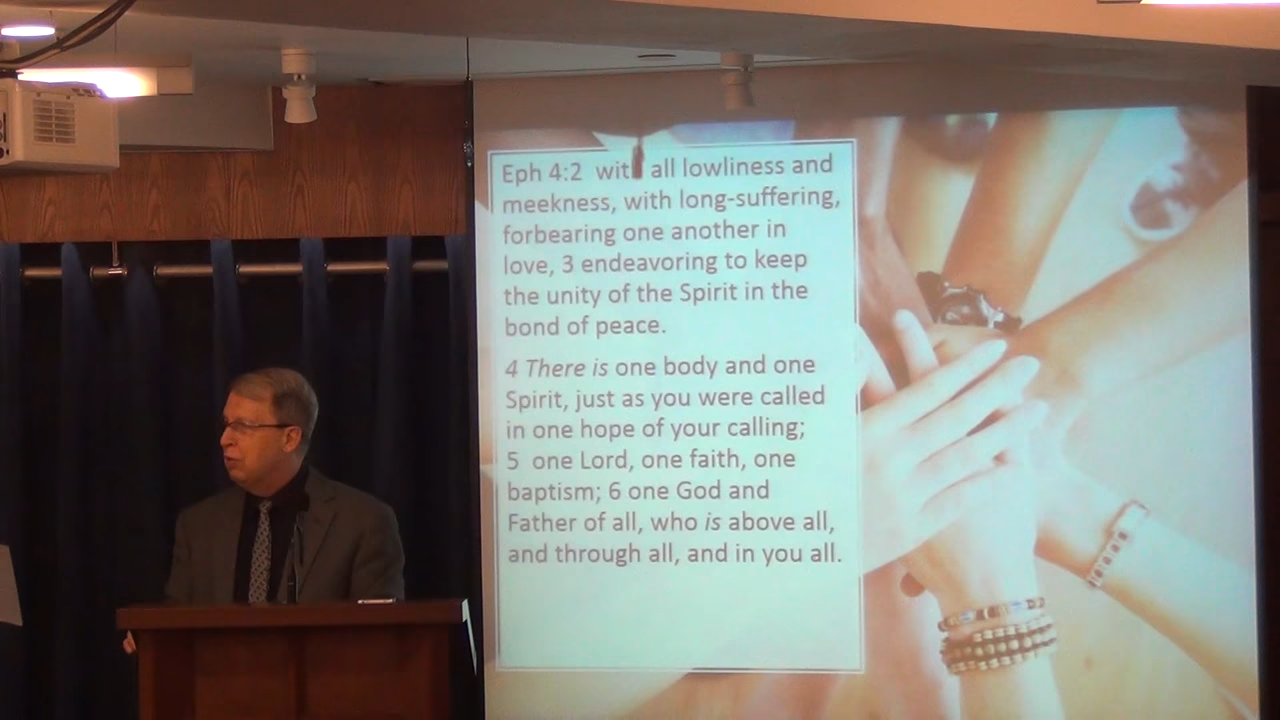 Eph 4:2 with all lowliness and
meekness, with long-suffering,
forbearing one another in
love, 3 endeavoring to keep
the unity of the Spirit in the
bond of peace.
4 There is one body and one
Spirit, just as you were called
in one hope of your calling;
5 one Lord, one faith, one
baptism; 6 one God and
Father of all, who is above all,
and through all, and in you all.